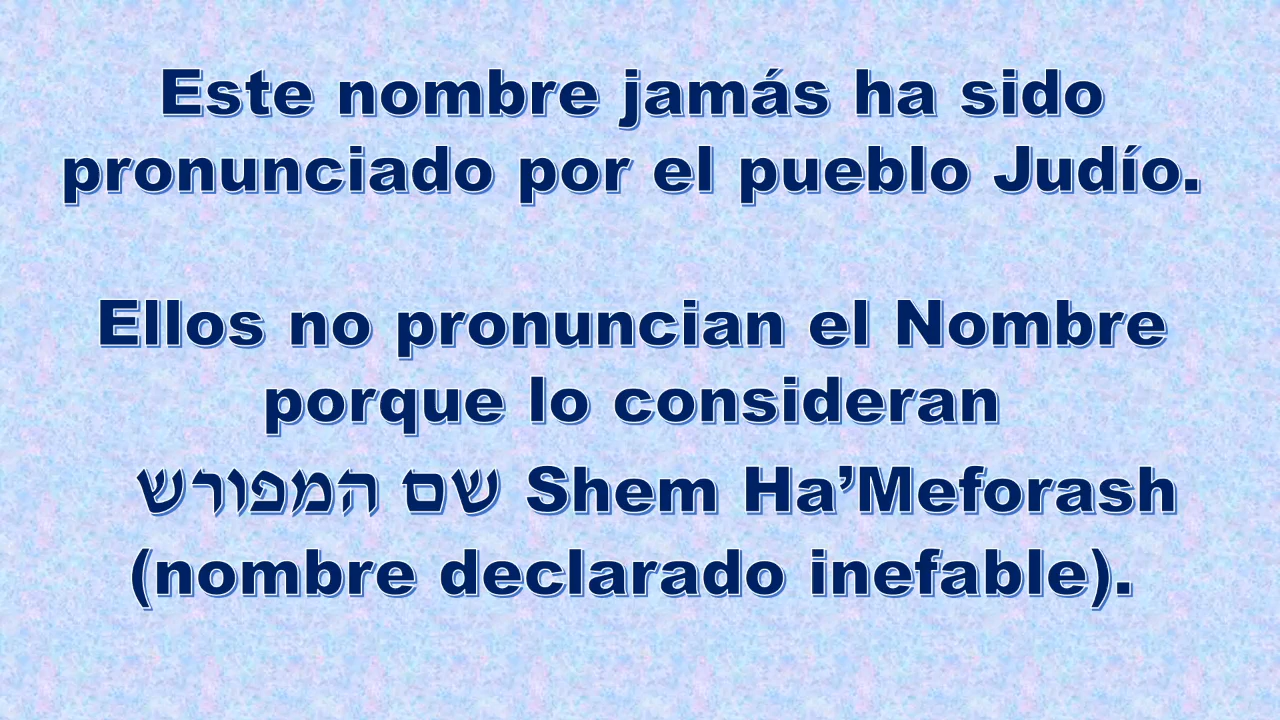 Este nombre jamás ha sido
pronunciado por el pueblo Judío.
Ellos no pronuncian el Nombre
porque lo consideran
שם המפורש Shem Ha’Meforash
(nombre declarado inefable).